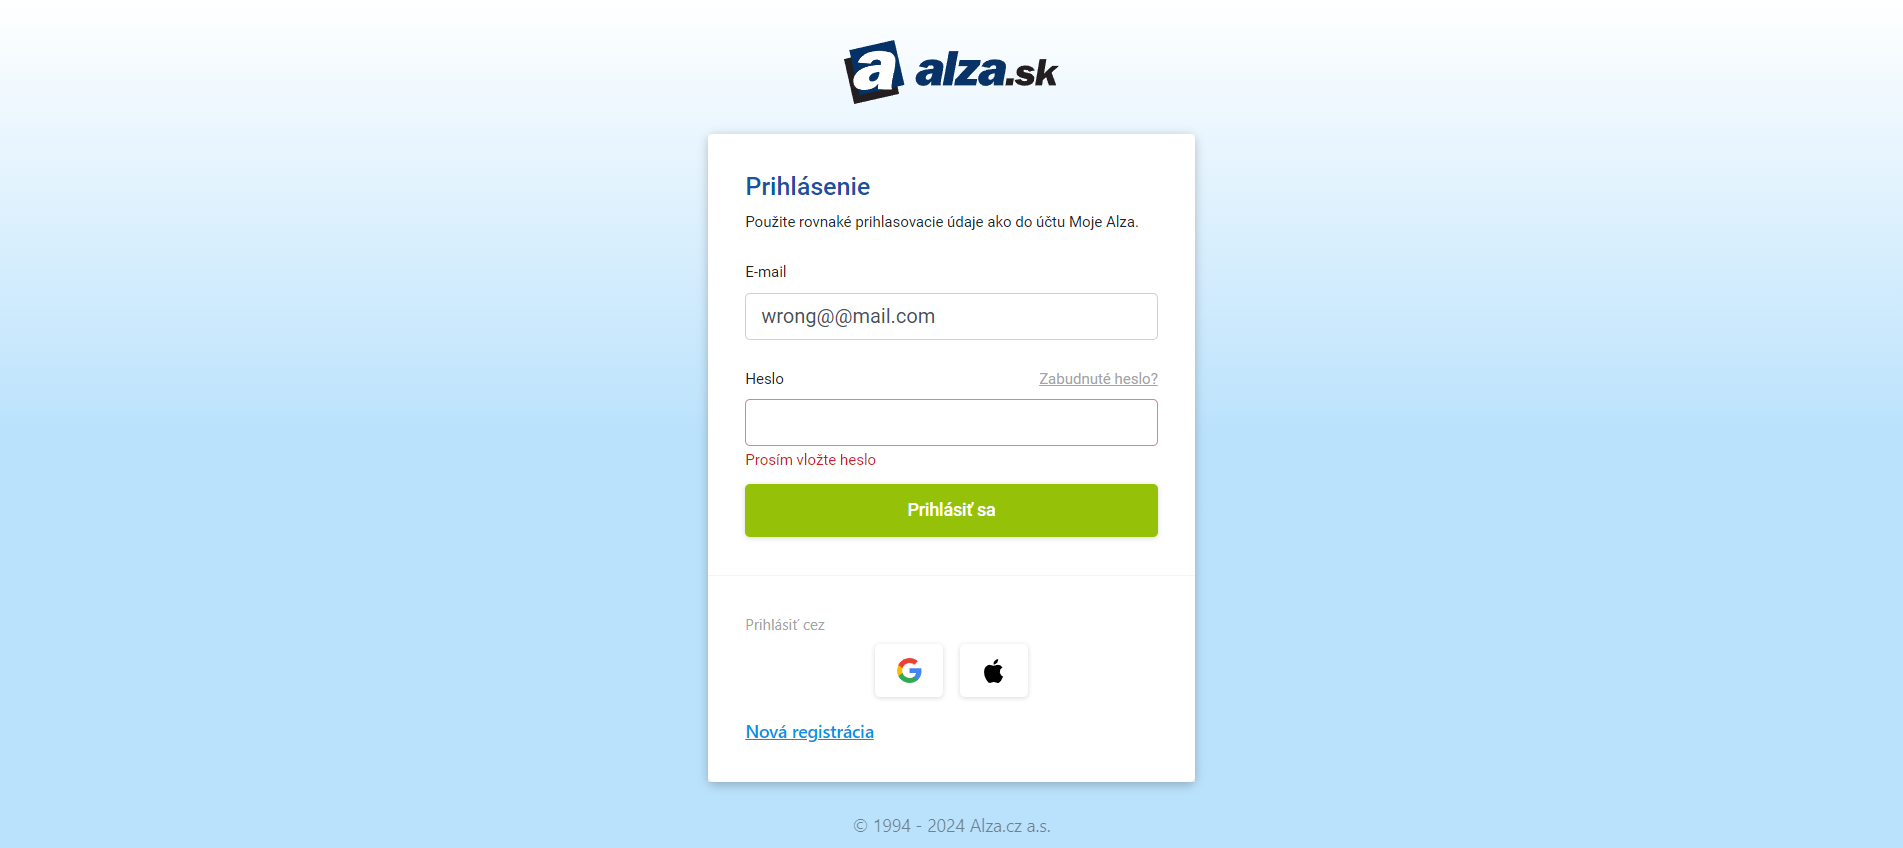 a alza.sk
Prihlásenie
Použite rovnaké prihlasovacie údaje ako do účtu Moje Alza.
E-mail
wrong@@mail.com
Heslo
Zabudnuté heslo?
Prosím vložte heslo
Prihlásiť sa
Prihlásiť cez
Nová registrácia
© 1994 - 2024 Alza.cz a.s.